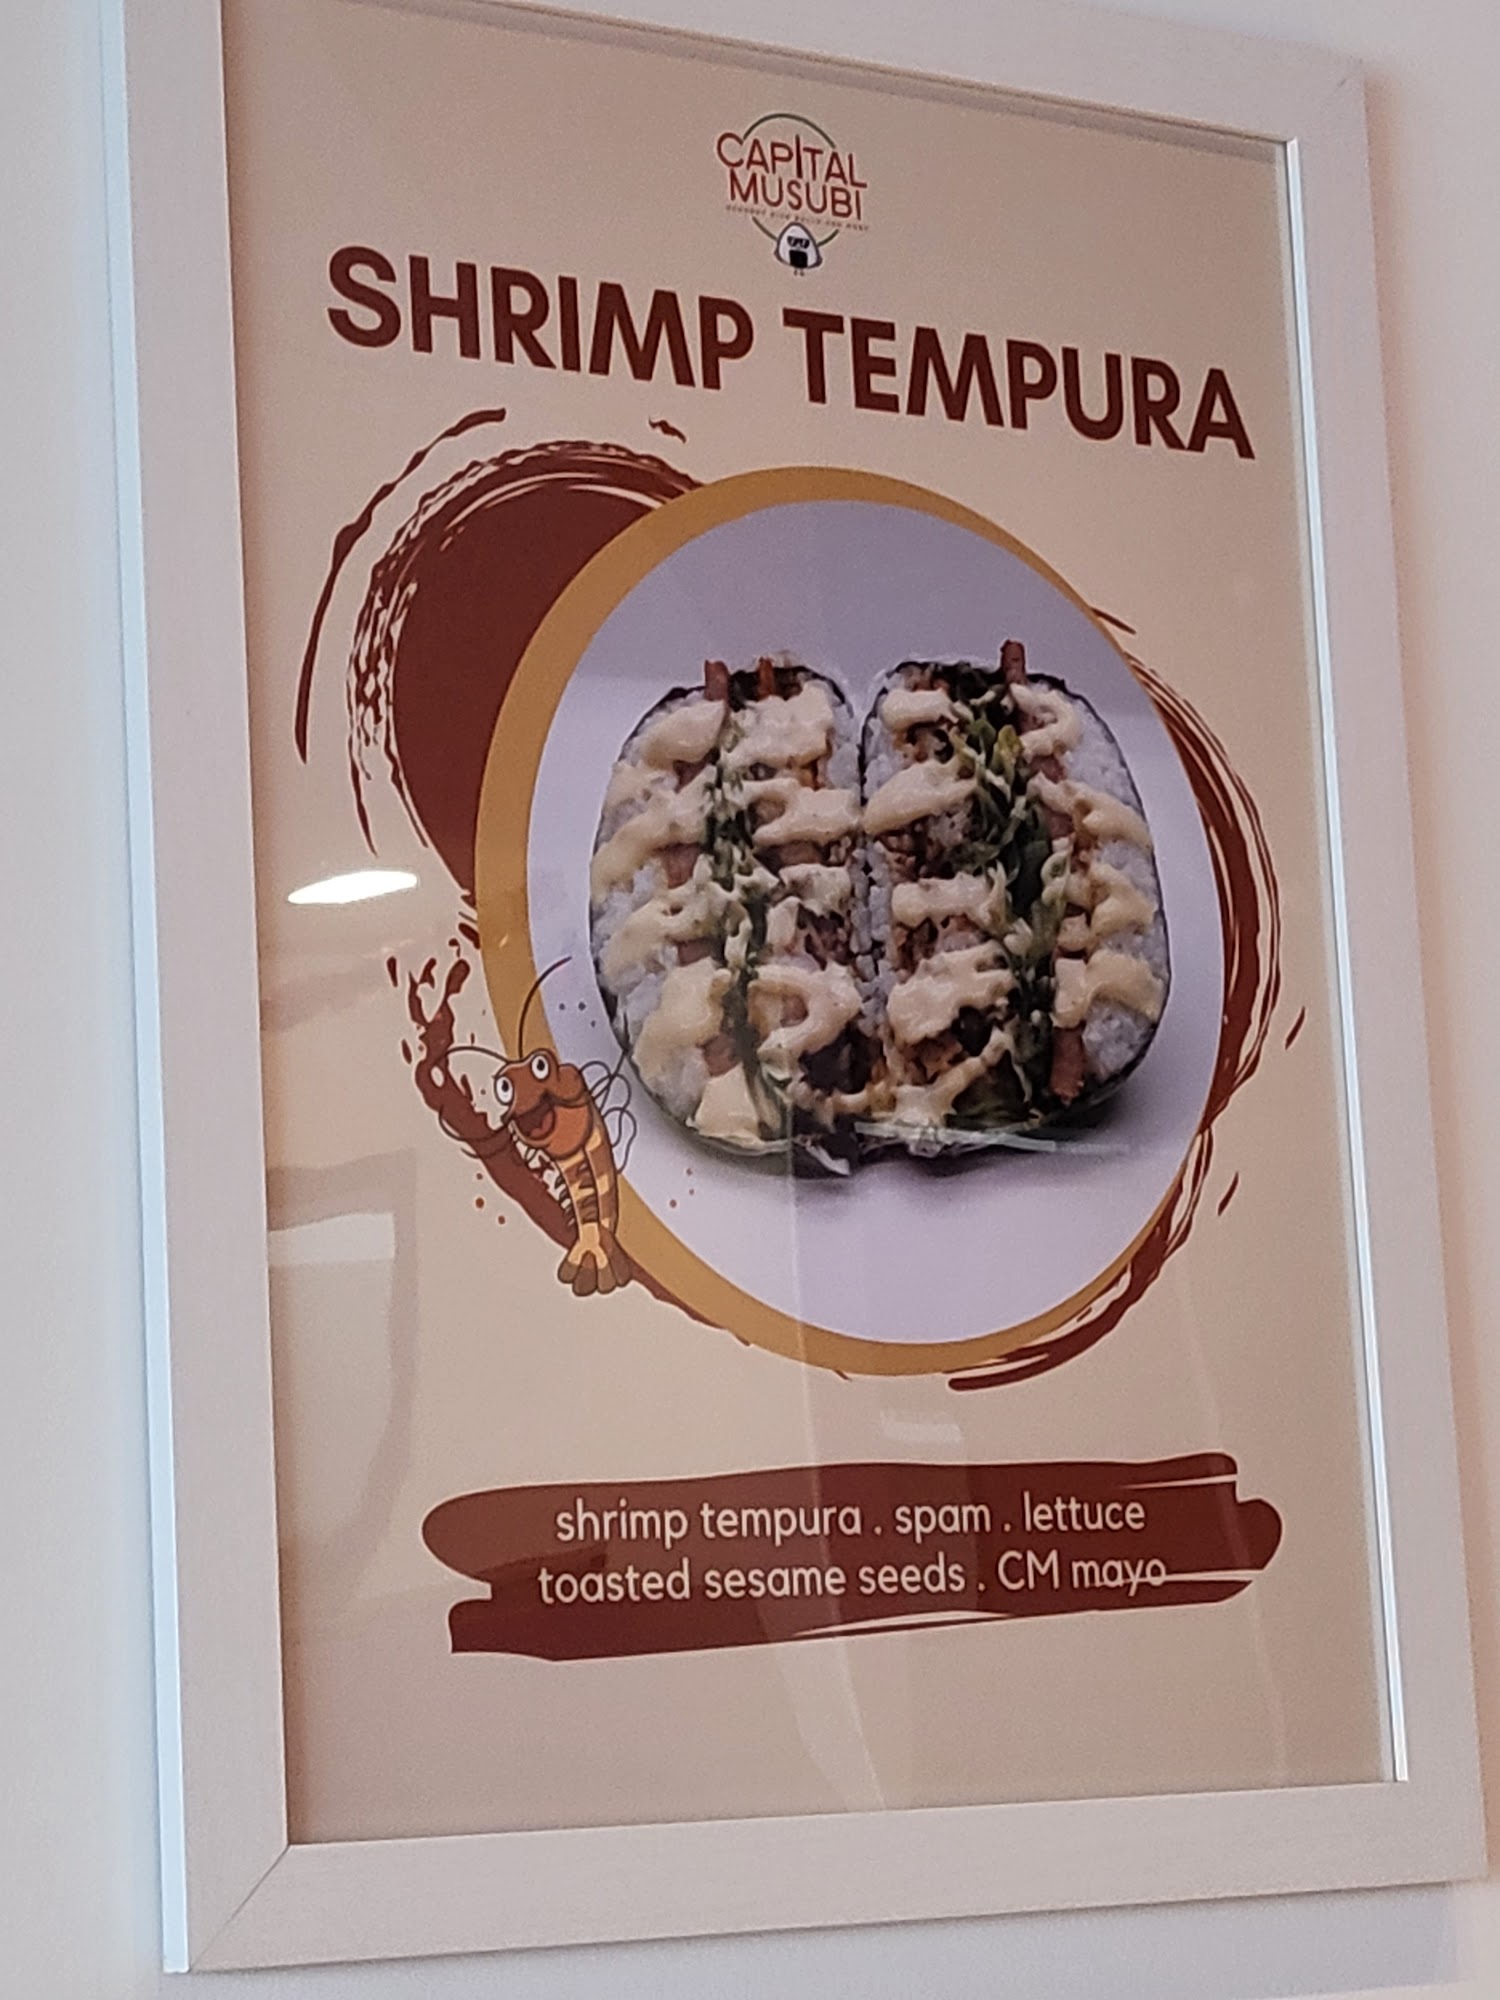 CAPITAL
MUSUBI
SHRIMP TEMPURA
shrimp tempura . spam . lettuce
toasted sesame seeds . CM mayo